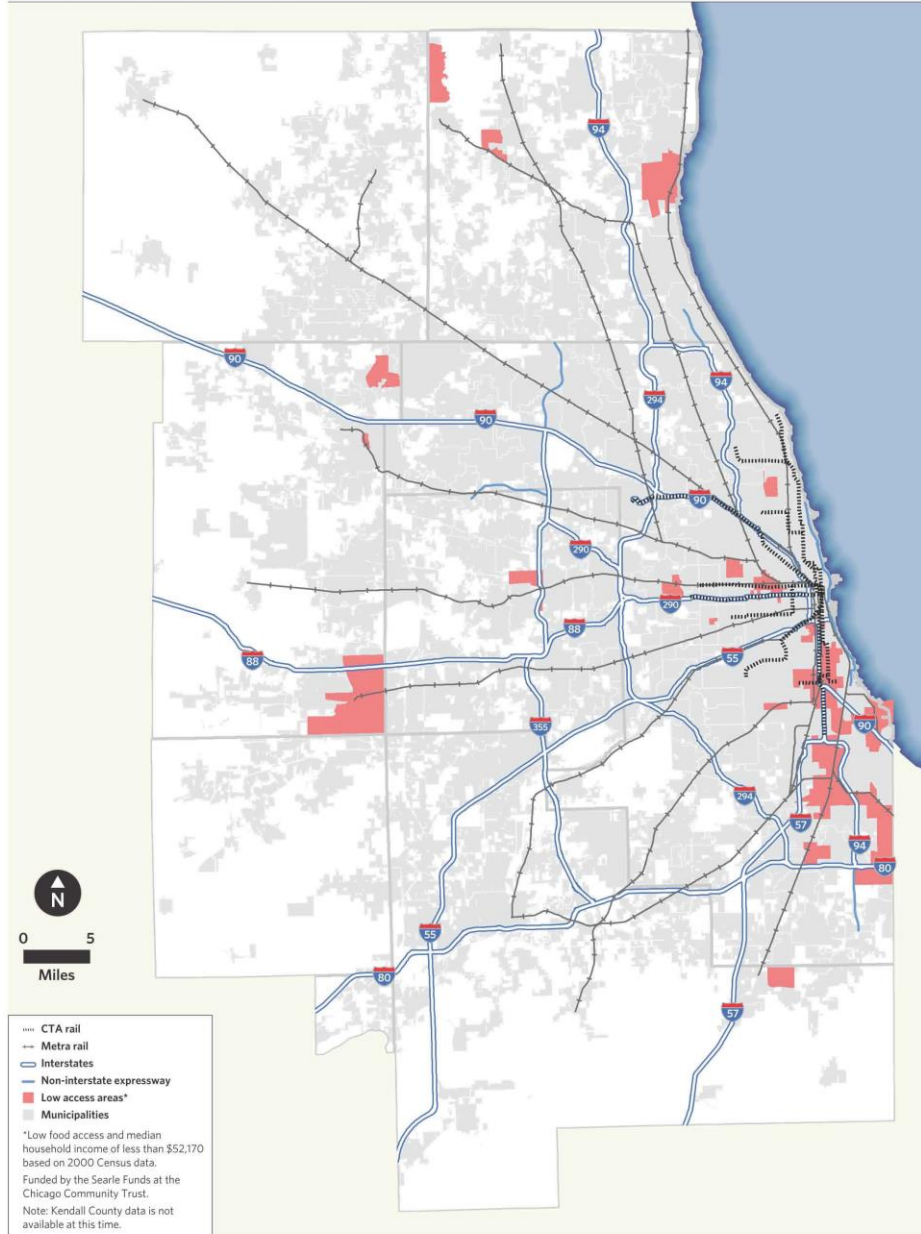 94
90
94
294
90
90
290
290
88
55
88
90
355
294
57
94
80
N
0 5
Miles
55
80
57
CTA rail
Metra rail
Interstates
Non-interstate expressway
Low access areas*
Municipalities
*Low food access and median
household income of less than $52,170
based on 2000 Census data.
Funded by the Searle Funds at the
Chicago Community Trust.
Note: Kendall County data is not
available at this time.